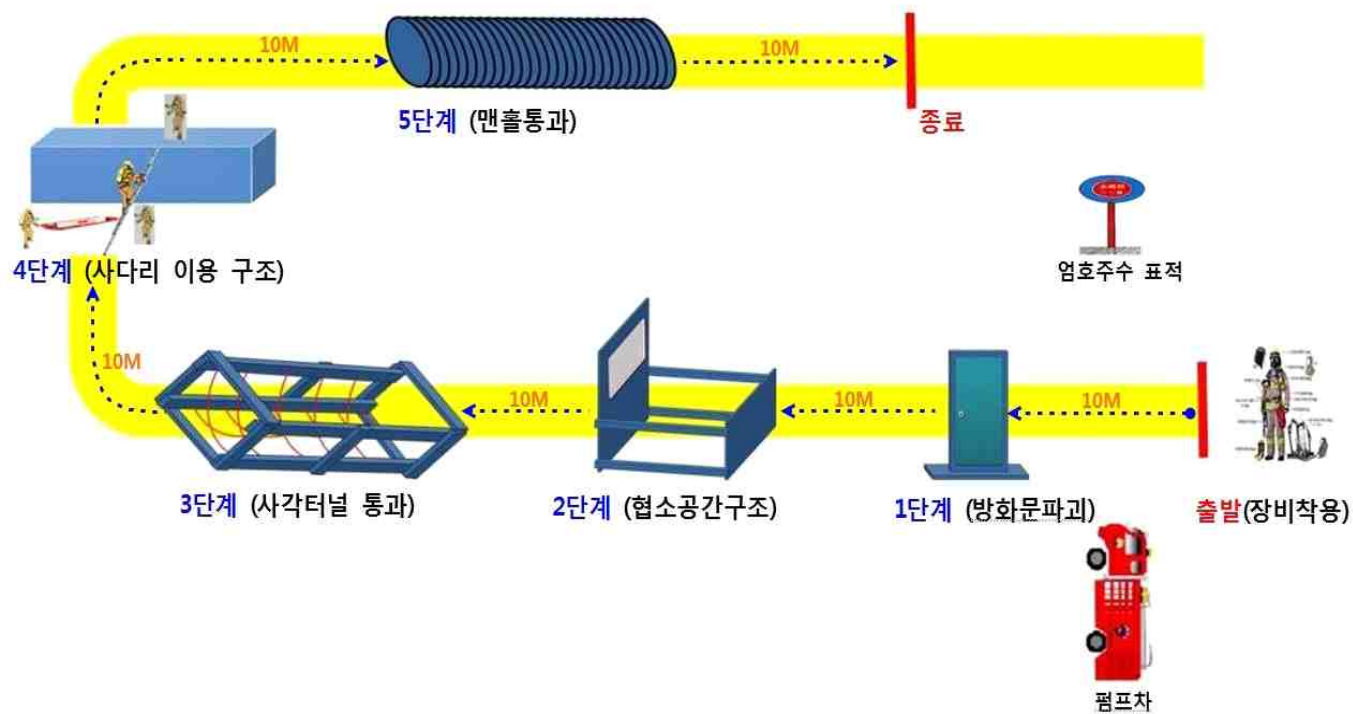 10M
10M
5단계 (맨홀통과)
종료
엄호주수 표적
4단계 (사다리 이용 구조)
10M
10M
10M
10M
3단계 (사각터널 통과)
2단계 (협소공간구조)
1단계 (방화문파괴)
출발(장비착용)
펌프차